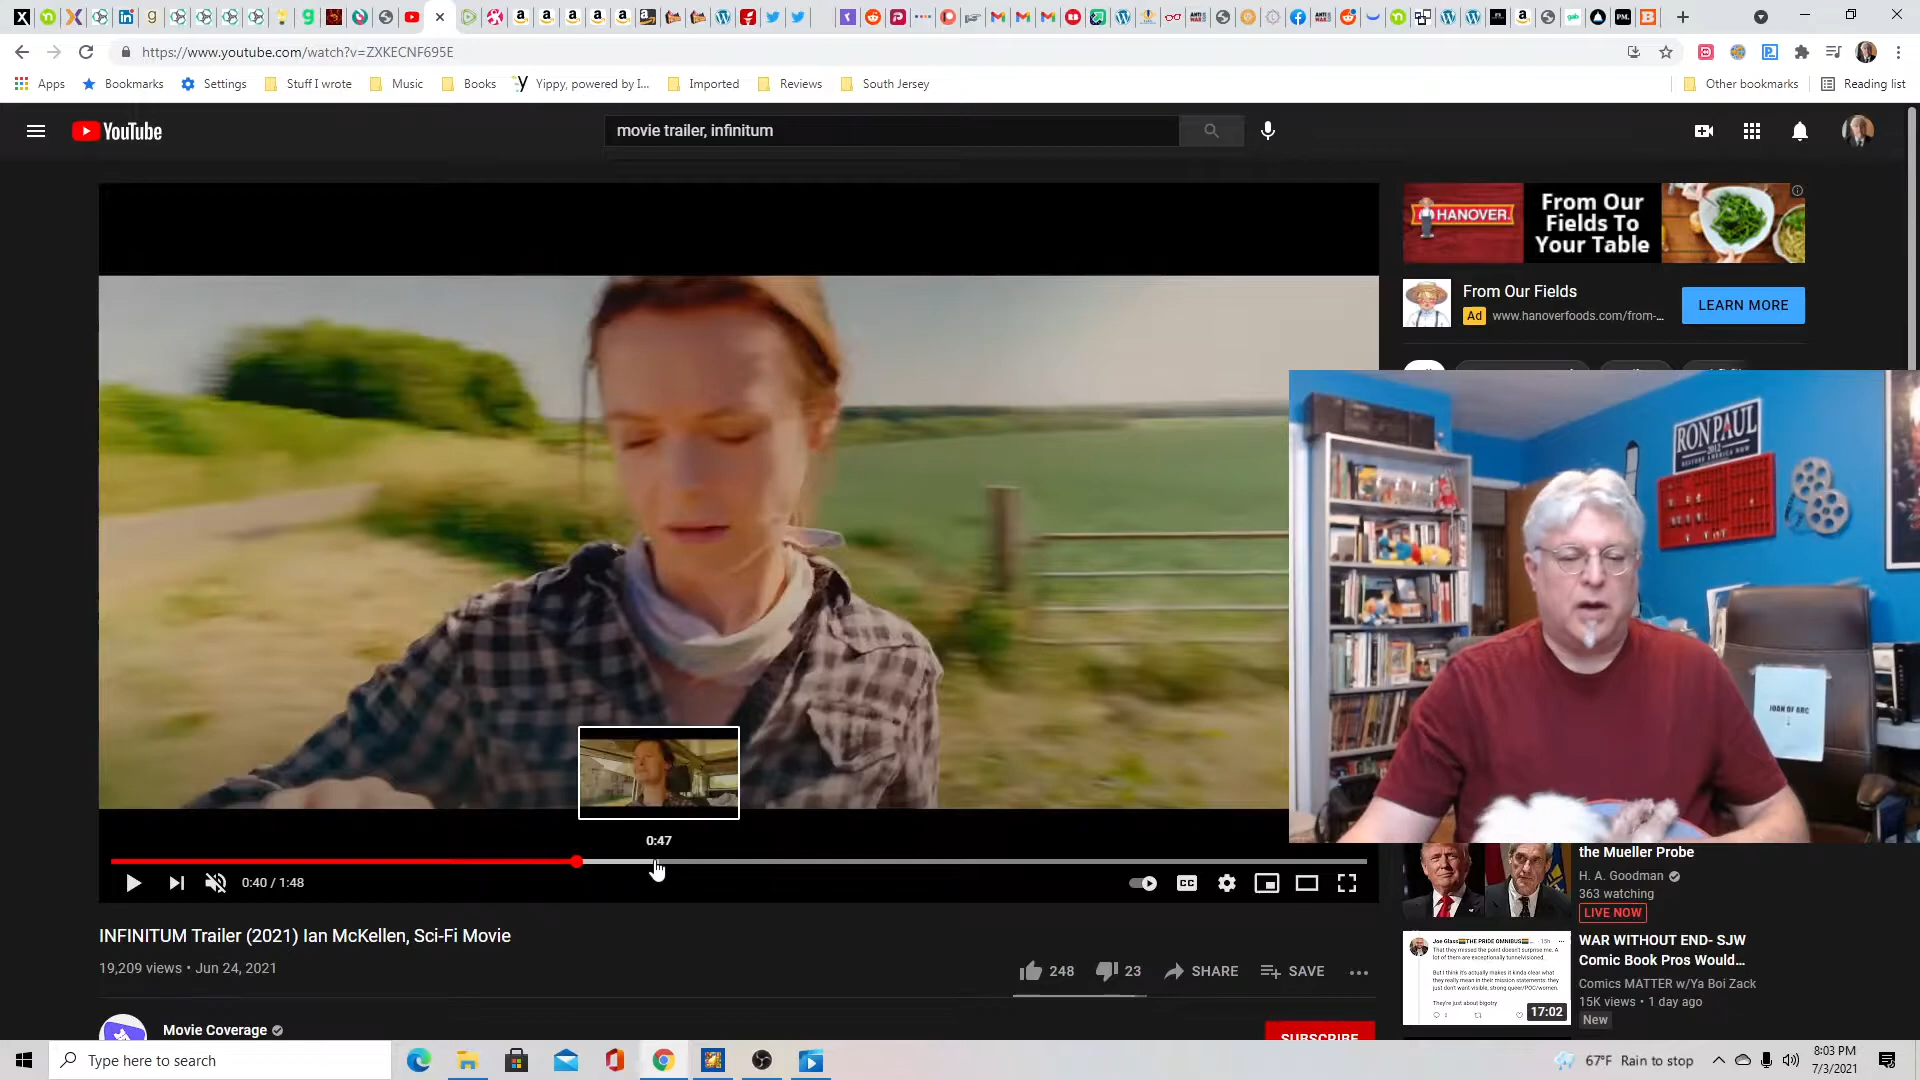 https://www.youtube.com/watch?v=ZXKECNF695E
Apps
Bookmarks
Settings
Stuff I wrote
Music
Books
Yippy, powered by I...
Imported
Reviews
South Jersey
Other bookmarks
Reading list
YouTube
movie trailer, infinitum
HANOVER.
From Our
Fields To
Your Table
From Our Fields
Ad
www.hanoverfoods.com/from-...
LEARN MORE
RON PAUL
2012
JOAN OF ARC
0:47
0:40 / 1:48
CC
INFINITUM Trailer (2021) Ian McKellen, Sci-Fi Movie
19,209 views • Jun 24, 2021
248
23
SHARE
SAVE
Movie Coverage
SUBSCRIBE
the Mueller Probe
H. A. Goodman
363 watching
LIVE NOW
17:02
WAR WITHOUT END- SJW
Comic Book Pros Would...
Comics MATTER w/Ya Boi Zack
15K views • 1 day ago
New
Type here to search
67°F Rain to stop
8:03 PM
7/3/2021